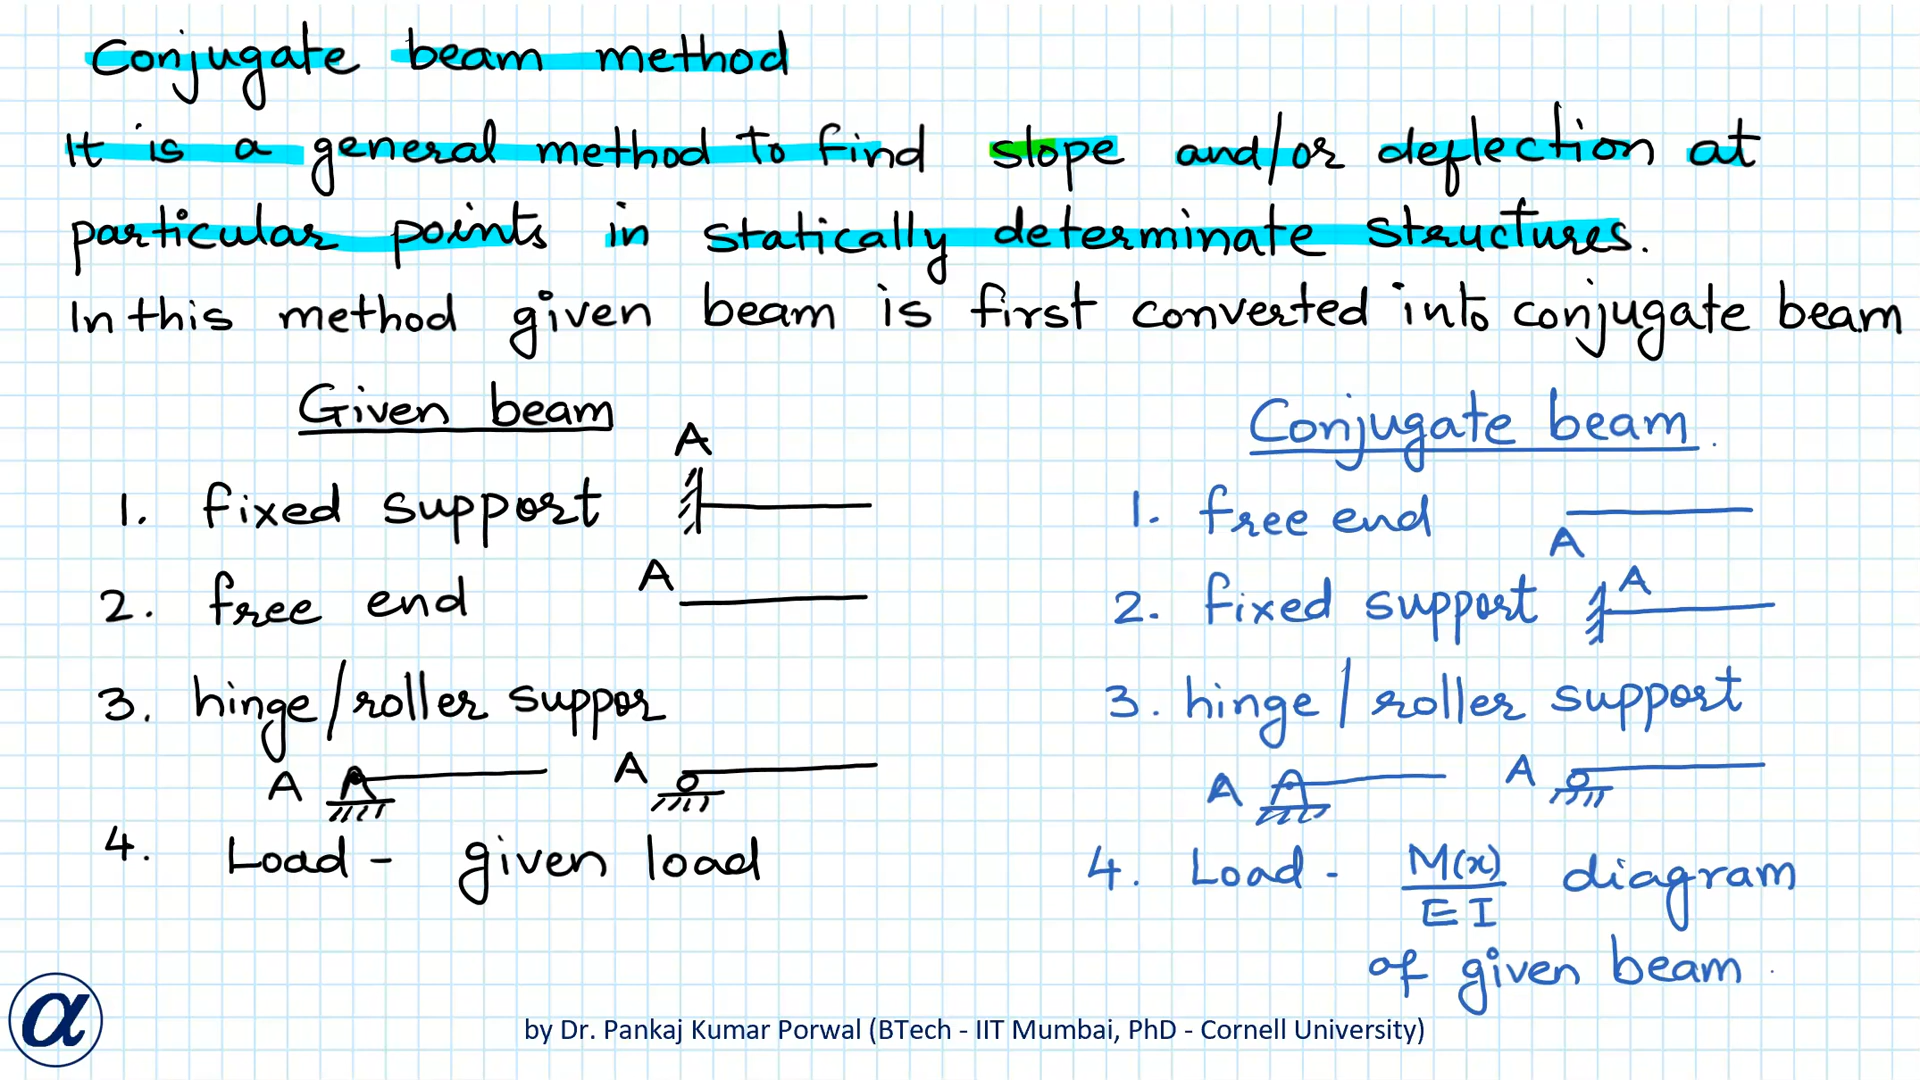 Conjugate beam method
It is a general method to find slope and/or deflection at
particular points in statically determinate structures.
In this method given beam is first converted into conjugate beam
Given beam
Conjugate beam.
A
1. fixed support
1. free end
A
A
2. free end
2. fixed support
A
3. hinge/roller suppor
3. hinge/roller support
A
A
A
A
4. Load - given load
4. Load - M(x)/EI diagram
of given beam.
α
by Dr. Pankaj Kumar Porwal (BTech - IIT Mumbai, PhD - Cornell University)